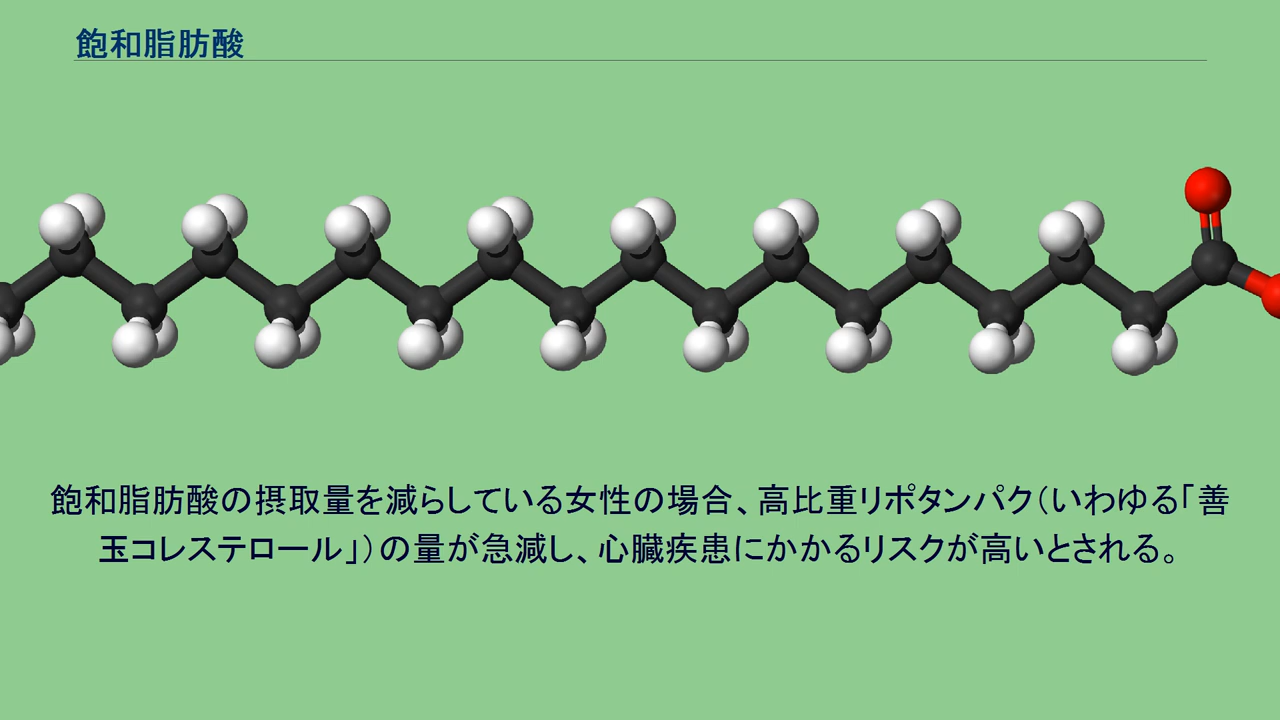 飽和脂肪酸
飽和脂肪酸の摂取量を減らしている女性の場合、高比重リポタンパク(いわゆる「善
玉コレステロール」)の量が急減し、心臓疾患にかかるリスクが高いとされる。